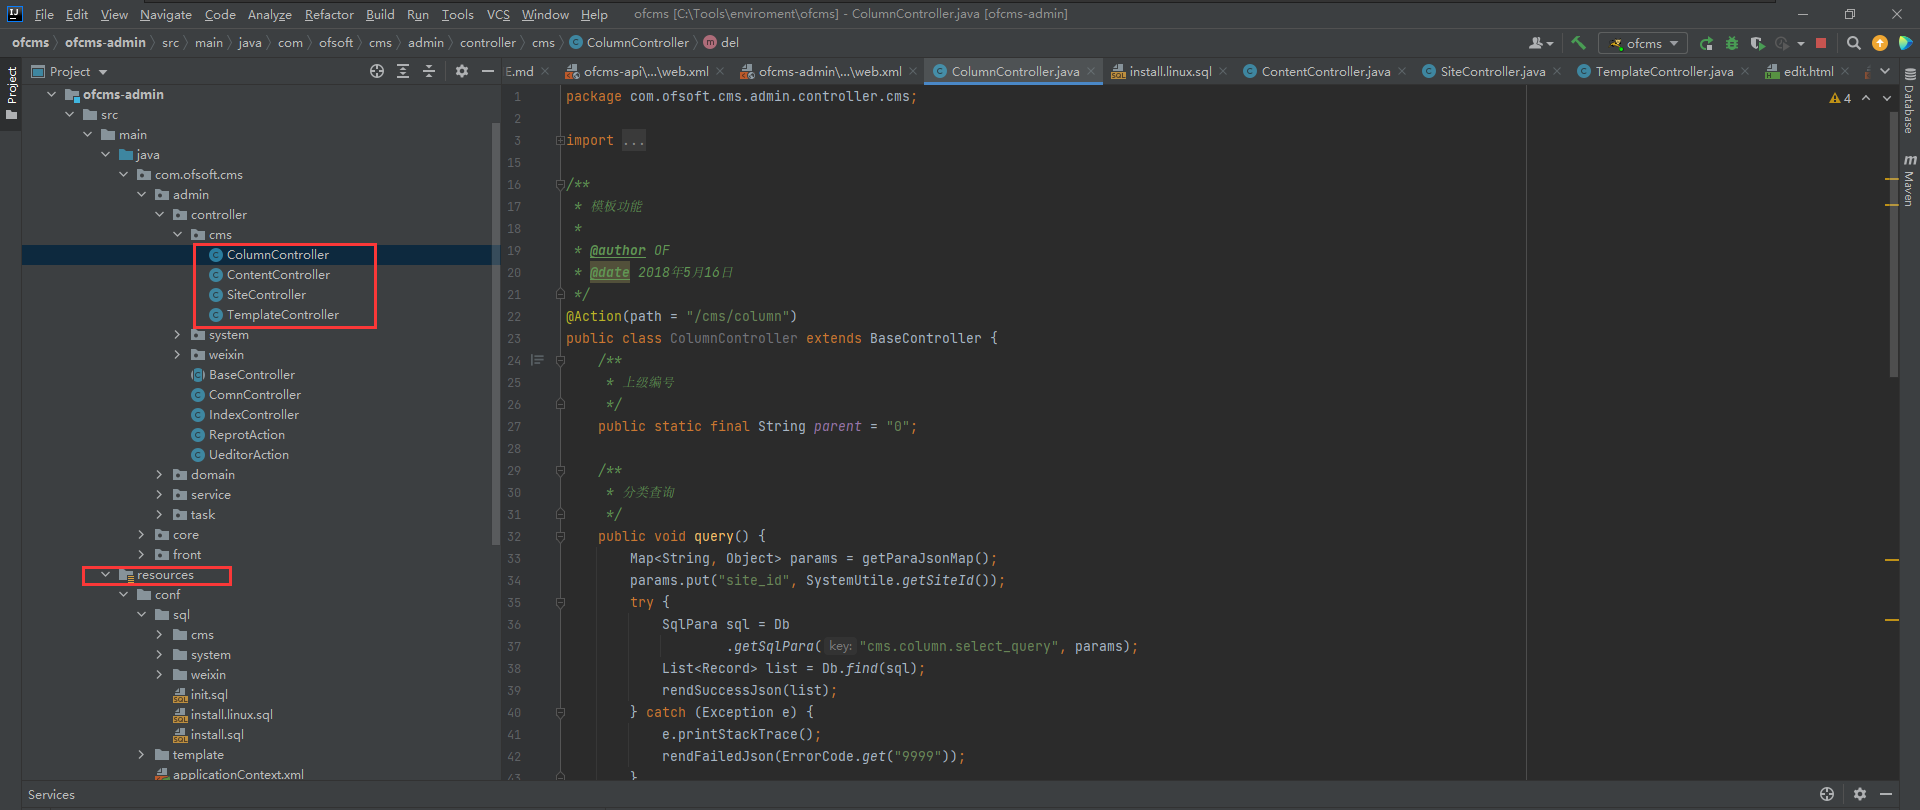 File Edit View Navigate Code Analyze Refactor Build Run Tools VCS Window Help ofcms [C:\Tools\enviroment\ofcms] - ColumnController.java [ofcms-admin]
ofcms ofcms-admin src main java com ofsoft cms admin controller cms ColumnController del ofcms
Project E.md ofcms-api\...\web.xml ofcms-admin\...\web.xml ColumnController.java install.linux.sql ContentController.java SiteController.java TemplateController.java edit.html
Project
ofcms-admin
src
main
java
com.ofsoft.cms
admin
controller
cms
ColumnController
ContentController
SiteController
TemplateController
system
weixin
BaseController
ComnController
IndexController
ReprotAction
UeditorAction
domain
service
task
core
front
resources
conf
sql
cms
system
weixin
init.sql
install.linux.sql
install.sql
template
applicationContext.xml
1 package com.ofsoft.cms.admin.controller.cms;
2
3 import ...
15
16 /**
17 * 模板功能
18 *
19 * @author OF
20 * @date 2018年5月16日
21 */
22 @Action(path = "/cms/column")
23 public class ColumnController extends BaseController {
24 /**
25 * 上级编号
26 */
27 public static final String parent = "0";
28
29 /**
30 * 分类查询
31 */
32 public void query() {
33 Map<String, Object> params = getParaJsonMap();
34 params.put("site_id", SystemUtile.getSiteId());
35 try {
36 SqlPara sql = Db
37 .getSqlPara( key: "cms.column.select_query", params);
38 List<Record> list = Db.find(sql);
39 rendSuccessJson(list);
40 } catch (Exception e) {
41 e.printStackTrace();
42 rendFailedJson(ErrorCode.get("9999"));
43 }
4
Database
Maven
Services